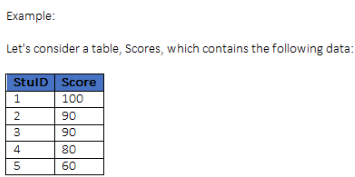 Example:
Let's consider a table, Scores, which contains the following data:
StuID Score
1 100
2 90
3 90
4 80
5 60